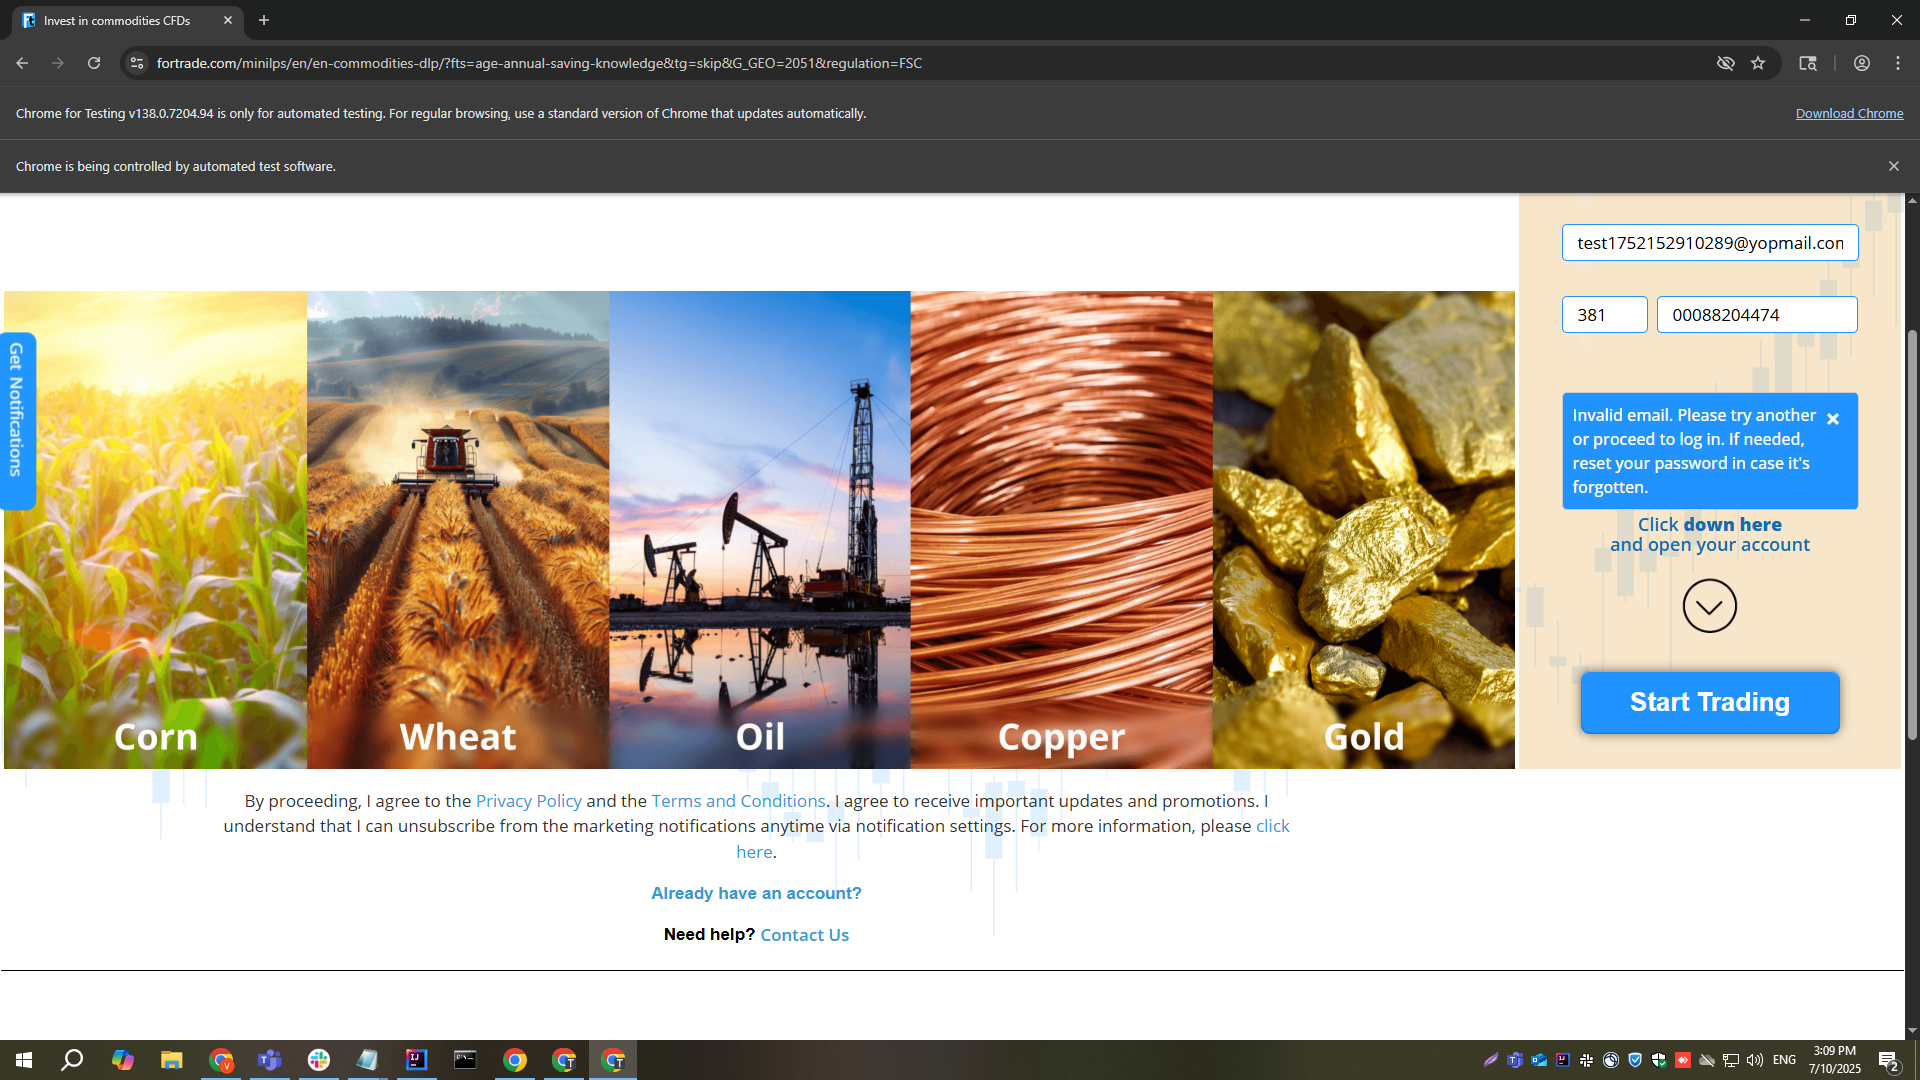 Invest in commodities CFDs
fortrade.com/minilps/en/en-commodities-dlp/?fts=age-annual-saving-knowledge&tg=skip&G_GEO=2051&regulation=FSC
Chrome for Testing v138.0.7204.94 is only for automated testing. For regular browsing, use a standard version of Chrome that updates automatically.
Download Chrome
Chrome is being controlled by automated test software.
Get Notifications
Corn
Wheat
Oil
Copper
Gold
test1752152910289@yopmail.com
381
00088204474
Invalid email. Please try another
or proceed to log in. If needed,
reset your password in case it's
forgotten.
Click down here
and open your account
Start Trading
By proceeding, I agree to the Privacy Policy and the Terms and Conditions. I agree to receive important updates and promotions. I
understand that I can unsubscribe from the marketing notifications anytime via notification settings. For more information, please click
here.
Already have an account?
Need help? Contact Us
ENG
3:09 PM
7/10/2025
2